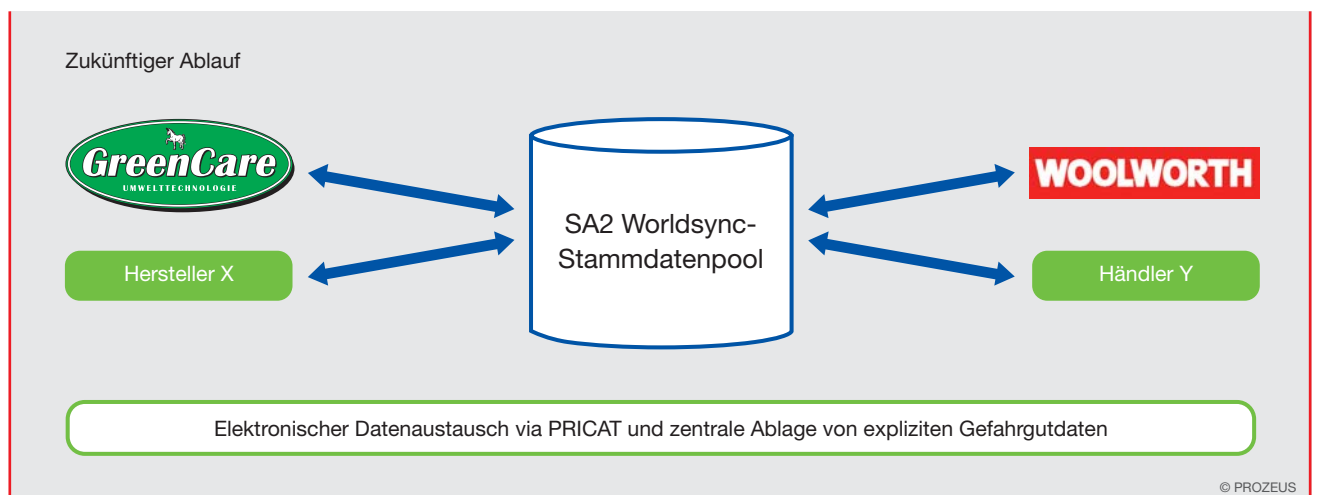 Zukünftiger Ablauf
GreenCare
UMWELTTECHNOLOGIE
WOOLWORTH
SA2 Worldsync-
Stammdatenpool
Hersteller X
Händler Y
Elektronischer Datenaustausch via PRICAT und zentrale Ablage von expliziten Gefahrgutdaten
© PROZEUS